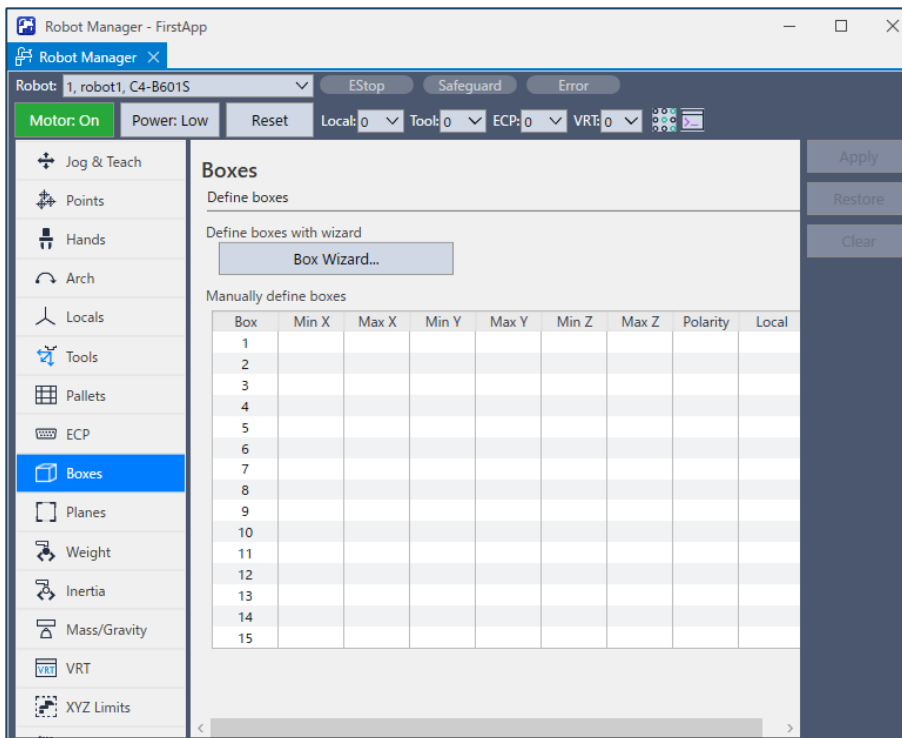 Robot Manager - FirstApp
Robot Manager
Robot: 1, robot1, C4-B601S EStop Safeguard Error
Motor: On Power: Low Reset Local: 0 Tool: 0 ECP: 0 VRT: 0
Jog & Teach
Points
Hands
Arch
Locals
Tools
Pallets
ECP
Boxes
Planes
Weight
Inertia
Mass/Gravity
VRT VRT
XYZ Limits
Boxes
Define boxes
Define boxes with wizard
Box Wizard...
Manually define boxes
Box Min X Max X Min Y Max Y Min Z Max Z Polarity Local
1
2
3
4
5
6
7
8
9
10
11
12
13
14
15
Apply
Restore
Clear